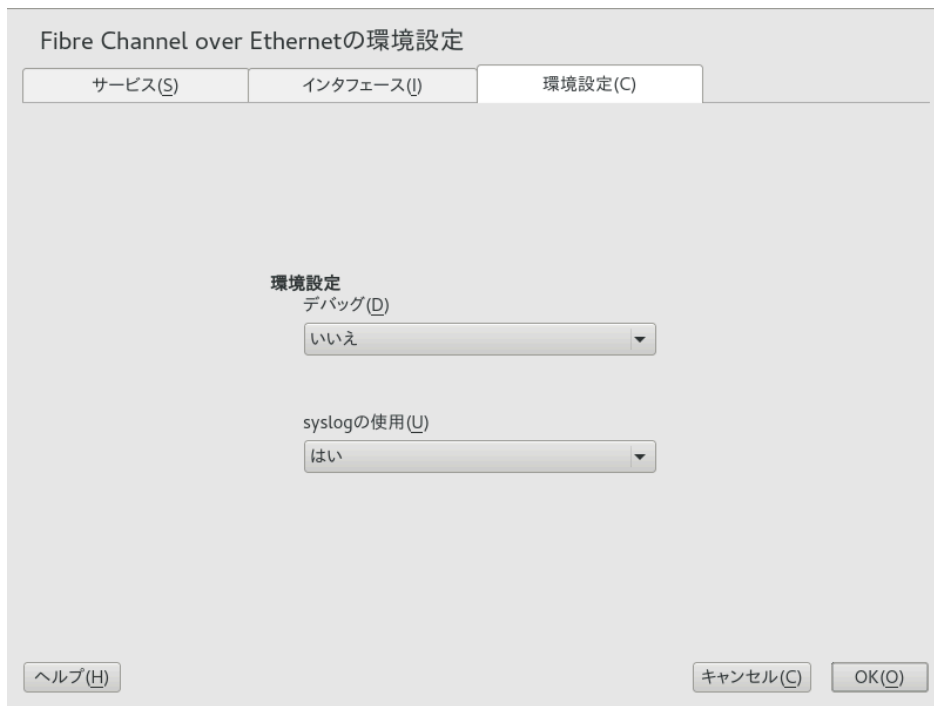 Fibre Channel over Ethernetの環境設定
サービス(S)
インタフェース(I)
環境設定(C)
環境設定
デバッグ(D)
いいえ
syslogの使用(U)
はい
ヘルプ(H)
キャンセル(C)
OK(O)